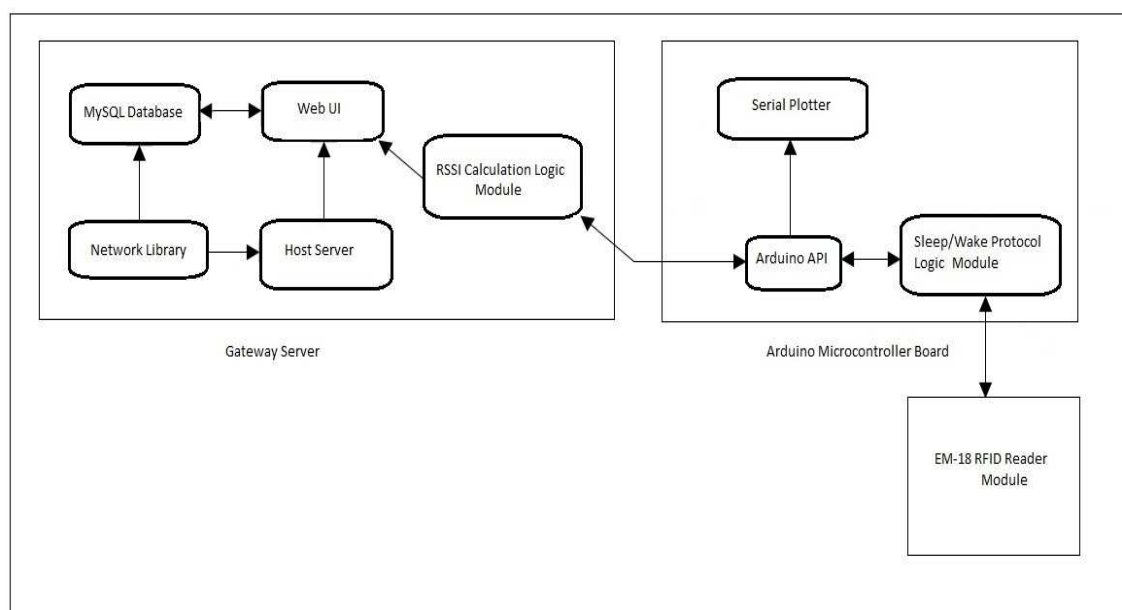 MySQL Database
Web UI
Serial Plotter
RSSI Calculation Logic
Module
Network Library
Host Server
Arduino API
Sleep/Wake Protocol
Logic Module
Gateway Server
Arduino Microcontroller Board
EM-18 RFID Reader
Module